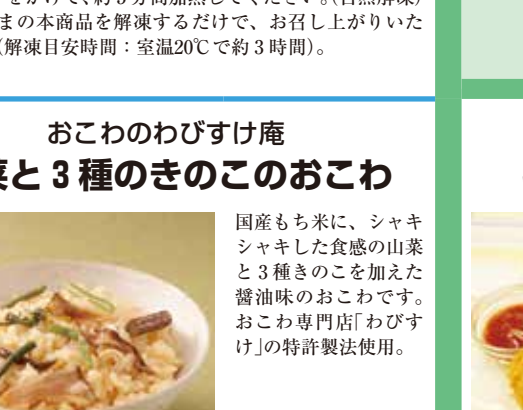 をかけて、約5分間加熱してください。(自然解凍)
まの本商品を解凍するだけで、お召し上がりいた
(解凍目安時間：室温20℃で約3時間)。
おこわのわびすけ庵
菜と3種のきのこのおこわ
国産もち米に、シャキ
シャキした食感の山菜
と3種きのこを加えた
醤油味のおこわです。
おこわ専門店「わびす
け」の特許製法使用。